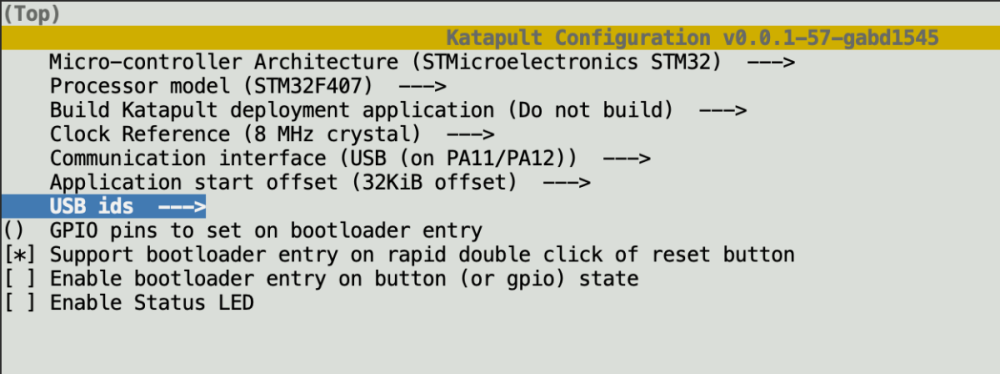 (Top)
Katapult Configuration v0.0.1-57-gabd1545
Micro-controller Architecture (STMicroelectronics STM32)  --->
Processor model (STM32F407)  --->
Build Katapult deployment application (Do not build)  --->
Clock Reference (8 MHz crystal)  --->
Communication interface (USB (on PA11/PA12))  --->
Application start offset (32KiB offset)  --->
USB ids  --->
()  GPIO pins to set on bootloader entry
[*] Support bootloader entry on rapid double click of reset button
[ ] Enable bootloader entry on button (or gpio) state
[ ] Enable Status LED